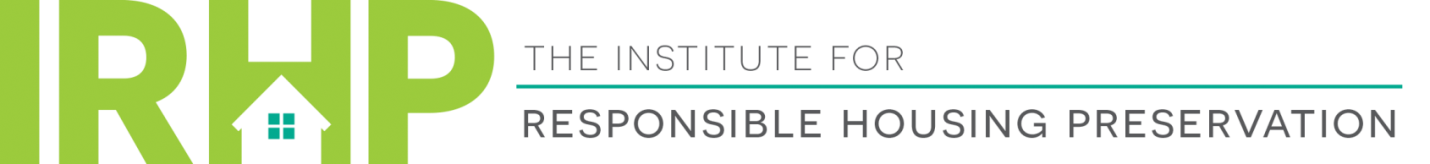 IRHP
THE INSTITUTE FOR
RESPONSIBLE HOUSING PRESERVATION